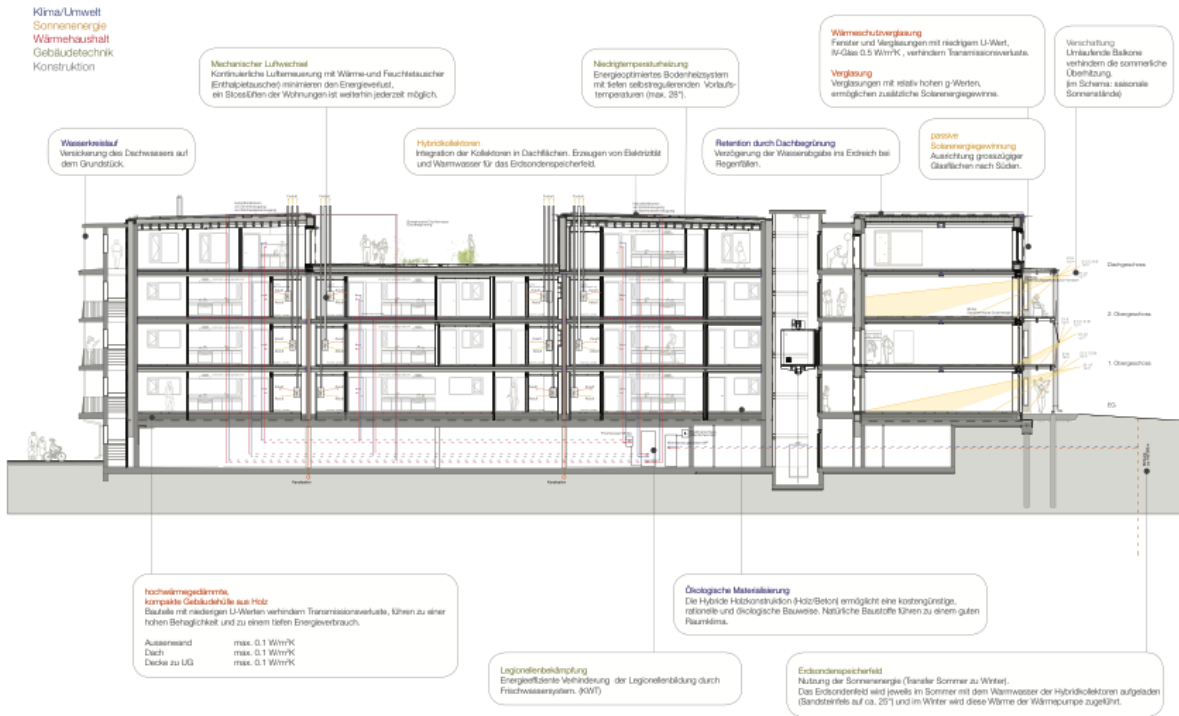 Klima/Umwelt
Sonnenenergie
Wärmehaushalt
Gebäudetechnik
Konstruktion
Mechanischer Luftwechsel
Kontinuierliche Lufterneuerung mit Wärme-und Feuchtetauscher
(Enthalpietauscher) minimieren den Energieverlust,
ein Stosslüften der Wohnungen ist weiterhin jederzeit möglich.
Niedrigtemperaturheizung
Energieoptimiertes Bodenheizsystem
mit tiefen selbstregulierenden Vorlaufs-
temperaturen (max. 28°).
Wärmeschutzverglasung
Fenster und Verglasungen mit niedrigem U-Wert,
IV-Glas 0.5 W/m²K , verhindern Transmissionsverluste.
Verglasung
Verglasungen mit relativ hohen g-Werten,
ermöglichen zusätzliche Solarenergiegewinne.
Verschattung
Umlaufende Balkone
verhindern die sommerliche
Überhitzung.
(im Schema: saisonale
Sonnenstände)
Wasserkreislauf
Versickerung des Dachwassers auf
dem Grundstück.
Hybridkollektoren
Integration der Kollektoren in Dachflächen. Erzeugen von Elektrizität
und Warmwasser für das Erdsondenspeicherfeld.
Retention durch Dachbegrünung
Verzögerung der Wasserabgabe ins Erdreich bei
Regenfällen.
passive
Solarenergiegewinnung
Ausrichtung grosszügiger
Glasflächen nach Süden.
Dachgeschoss
2. Obergeschoss
1. Obergeschoss
EG
Kanalisation
Kanalisation
hochwärmegedämmte,
kompakte Gebäudehülle aus Holz
Bauteile mit niederigen U-Werten verhindern Transmissionsverluste, führen zu einer
hohen Behaglichkeit und zu einem tiefen Energieverbrauch.
Aussenwand max. 0.1 W/m²K
Dach max. 0.1 W/m²K
Decke zu UG max. 0.1 W/m²K
Ökologische Materialisierung
Die Hybride Holzkonstruktion (Holz/Beton) ermöglicht eine kostengünstige,
rationelle und ökologische Bauweise. Natürliche Baustoffe führen zu einem guten
Raumklima.
Legionellenbekämpfung
Energieeffiziente Verhinderung der Legionellenbildung durch
Frischwassersystem. (KWT)
Erdsondenspeicherfeld
Nutzung der Sonnenenergie (Transfer Sommer zu Winter).
Das Erdsondenfeld wird jeweils im Sommer mit dem Warmwasser der Hybridkollektoren aufgeladen
(Sandsteinfels auf ca. 25°) und im Winter wird diese Wärme der Wärmepumpe zugeführt.